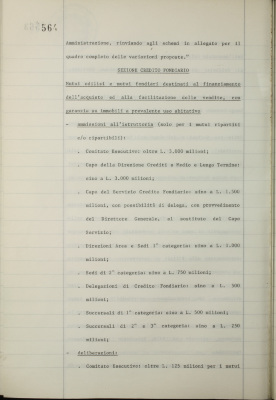 564
Amministrazione, rinviando agli schemi in allegato per il
quadro completo delle variazioni proposte."
SEZIONE CREDITO FONDIARIO
Mutui edilizi e mutui fondiari destinati al finanziamento
dell'acquisto ed alla facilitazione delle vendite, con
garanzia su immobili a prevalente uso abitativo
- ammissioni all'istruttoria (solo per i mutui ripartiti
e/o ripartibili):
. Comitato Esecutivo: oltre L. 3.000 milioni;
. Capo della Direzione Crediti a Medio e Lungo Termine:
sino a L. 3.000 milioni;
. Capo del Servizio Credito Fondiario: sino a L. 1.500
milioni, con possibilità di delega, con provvedimento
del Direttore Generale, al sostituto del Capo
Servizio;
. Direzioni Area e Sedi 1° categoria: sino a L. 1.000
milioni;
. Sedi di 2° categoria: sino a L. 750 milioni;
. Delegazioni di Credito Fondiario: sino a L. 500
milioni;
. Succursali di 1° categoria: sino a L. 500 milioni;
. Succursali di 2° e 3° categoria: sino a L. 250
milioni;
- deliberazioni:
. Comitato Esecutivo: oltre L. 125 milioni per i mutui